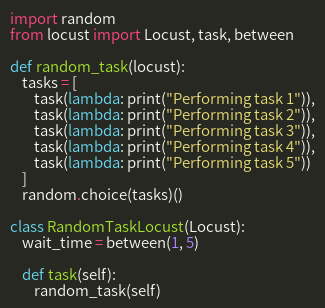 import random
from locust import Locust, task, between

def random_task(locust):
    tasks = [
        task(lambda: print("Performing task 1")),
        task(lambda: print("Performing task 2")),
        task(lambda: print("Performing task 3")),
        task(lambda: print("Performing task 4")),
        task(lambda: print("Performing task 5"))
    ]
    random.choice(tasks)()

class RandomTaskLocust(Locust):
    wait_time = between(1, 5)

    def task(self):
        random_task(self)